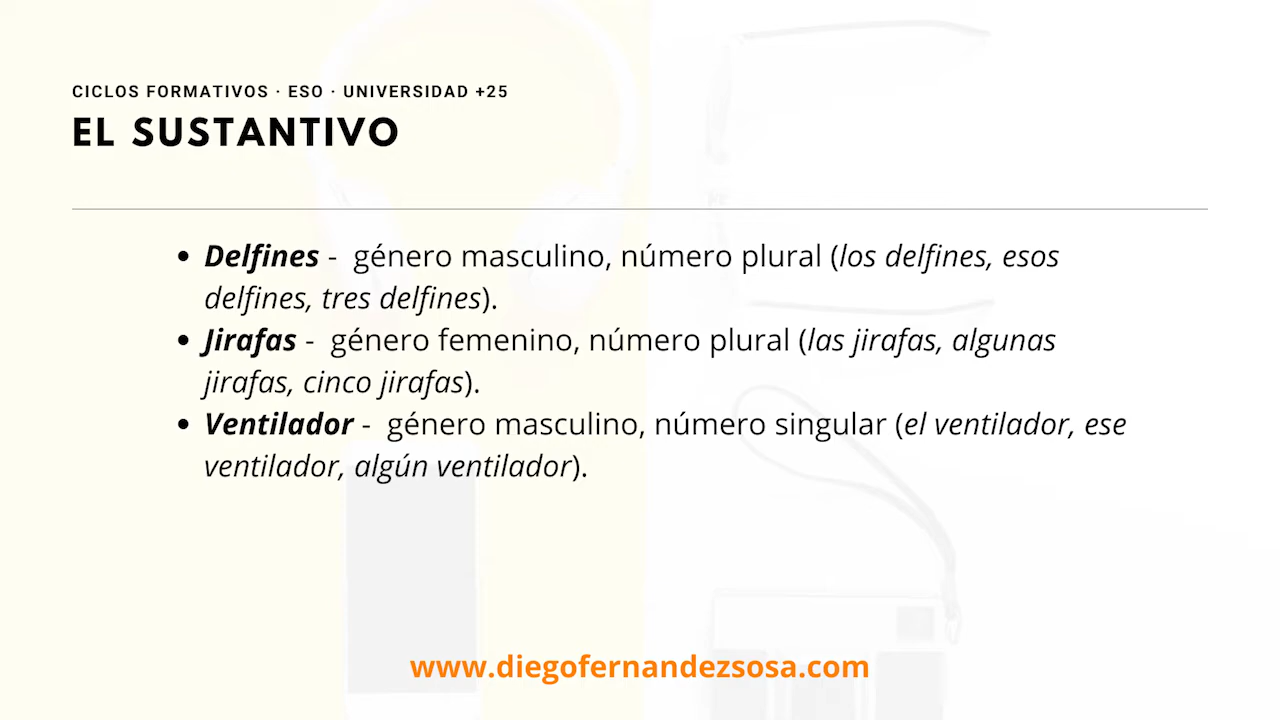 CICLOS FORMATIVOS · ESO · UNIVERSIDAD +25
EL SUSTANTIVO
• Delfines -  género masculino, número plural (los delfines, esos
delfines, tres delfines).
• Jirafas -  género femenino, número plural (las jirafas, algunas
jirafas, cinco jirafas).
• Ventilador -  género masculino, número singular (el ventilador, ese
ventilador, algún ventilador).
www.diegofernandezsosa.com